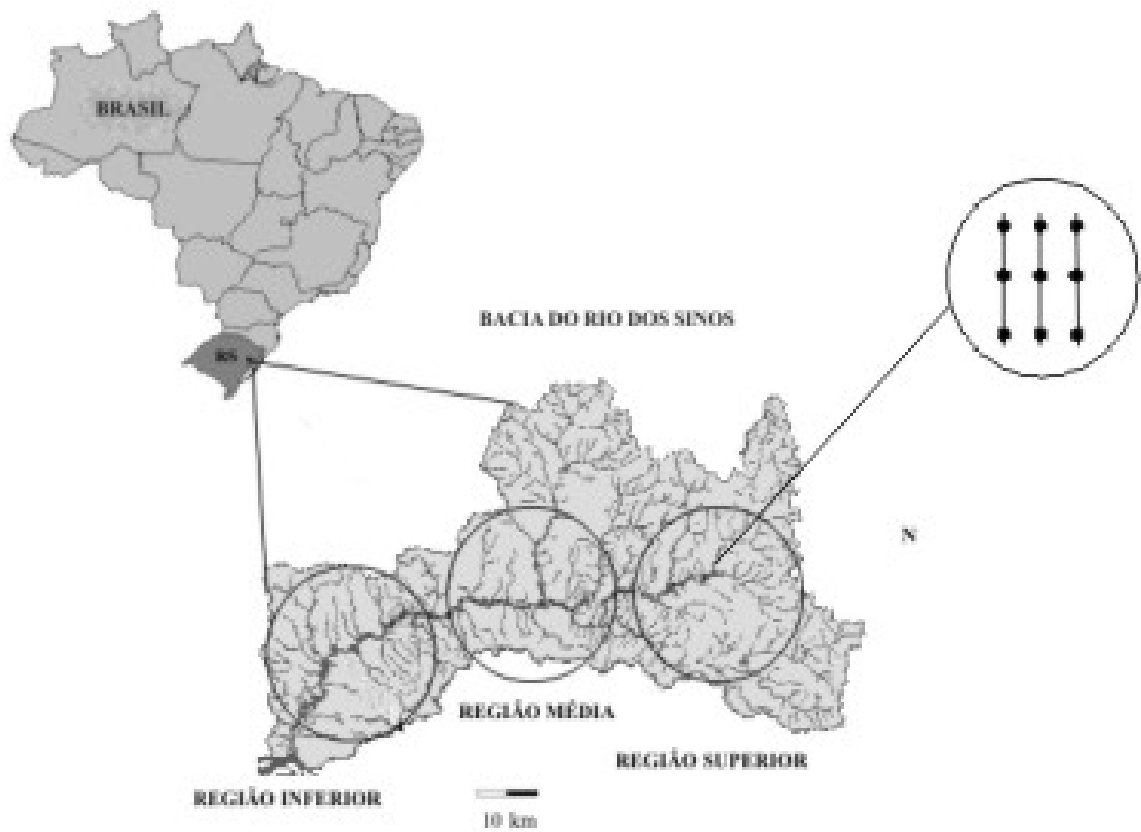 BRASIL
RS
BACIA DO RIO DOS SINOS
N
REGIÃO MÉDIA
REGIÃO SUPERIOR
REGIÃO INFERIOR
10 km